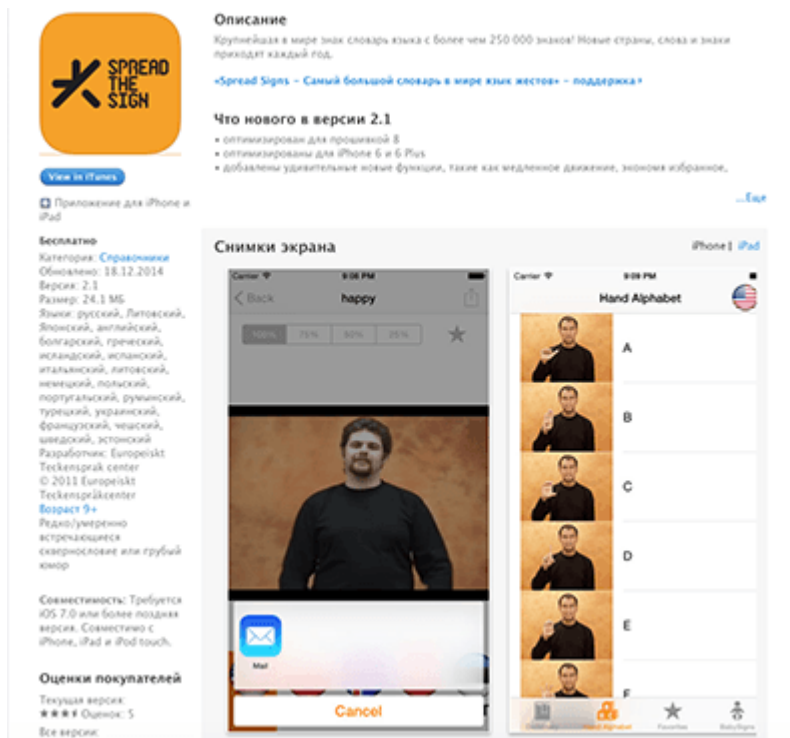 SPREAD
THE
SIGN
View in iTunes
Приложение для iPhone и
iPad
Бесплатно
Категория: Справочники
Обновлено: 18.12.2014
Версия: 2.1
Размер: 24.1 МБ
Языки: русский, Литовский,
Японский, английский,
болгарский, греческий,
исландский, испанский,
итальянский, литовский,
немецкий, польский,
португальский, румынский,
турецкий, украинский,
французский, чешский,
шведский, эстонский
Разработчик: Europeiskt
Teckensprak center
© 2011 Europeiskt
Teckenspråkcenter
Возраст 9+
Редко/умеренно
встречающиеся
сквернословие или грубый
юмор
Совместимость: Требуется
iOS 7.0 или более поздняя
версия. Совместимо с
iPhone, iPad и iPod touch.
Оценки покупателей
Текущая версия:
Оценок: 5
Все версии:
Описание
Крупнейшая в мире знак словарь языка с более чем 250 000 знаков! Новые страны, слова и знаки
приходят каждый год.
«Spread Signs – Самый большой словарь в мире язык жестов» – поддержка
Что нового в версии 2.1
• оптимизирован для прошивкой 8
• оптимизированы для iPhone 6 и 6 Plus
• добавлены удивительные новые функции, такие как медленное движение, экономя избранное,
...Еще
Снимки экрана
iPhone | iPad
Carrier 9:08 PM
Back happy
100% 75% 50% 25%
Mail
Cancel
Carrier 9:09 PM
Hand Alphabet
A
B
C
D
E
F
Hand Alphabet Favorites BabySigns